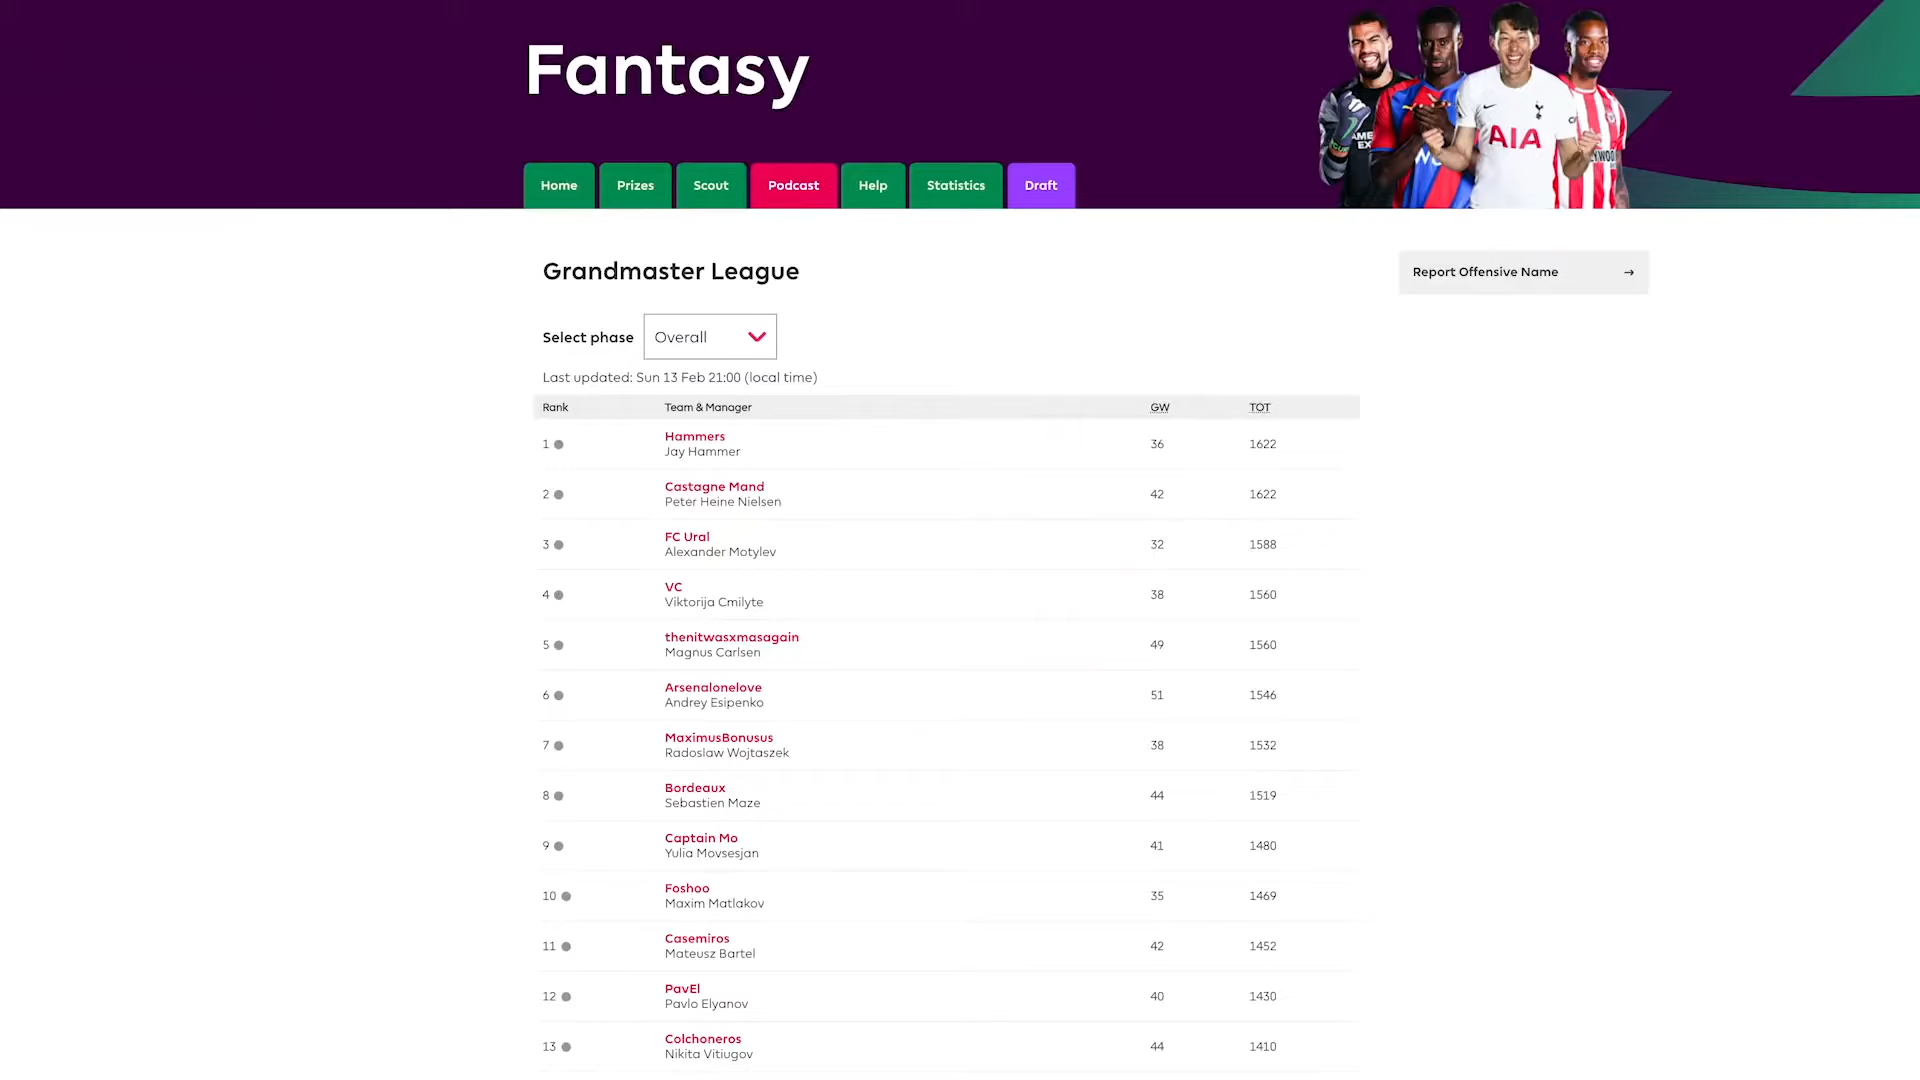 Fantasy
Home Prizes Scout Podcast Help Statistics Draft
AIA
Grandmaster League
Report Offensive Name →
Select phase Overall
Last updated: Sun 13 Feb 21:00 (local time)
Rank Team & Manager GW TOT
1 Hammers 36 1622
Jay Hammer
2 Castagne Mand 42 1622
Peter Heine Nielsen
3 FC Ural 32 1588
Alexander Motylev
4 VC 38 1560
Viktorija Cmilyte
5 thenitwasxmasagain 49 1560
Magnus Carlsen
6 Arsenalonelove 51 1546
Andrey Esipenko
7 MaximusBonusus 38 1532
Radoslaw Wojtaszek
8 Bordeaux 44 1519
Sebastien Maze
9 Captain Mo 41 1480
Yulia Movsesjan
10 Foshoo 35 1469
Maxim Matlakov
11 Casemiros 42 1452
Mateusz Bartel
12 PavEl 40 1430
Pavlo Elyanov
13 Colchoneros 44 1410
Nikita Vitiugov